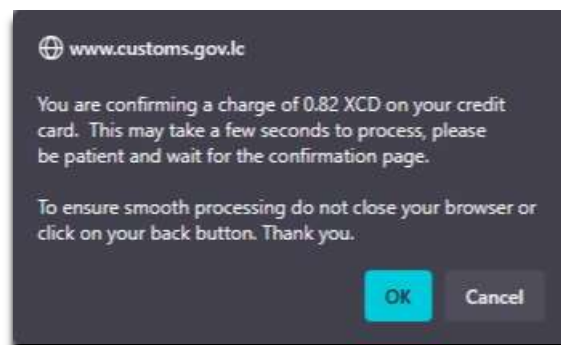 www.customs.gov.lc
You are confirming a charge of 0.82 XCD on your credit
card.  This may take a few seconds to process, please
be patient and wait for the confirmation page.
To ensure smooth processing do not close your browser or
click on your back button. Thank you.
OK
Cancel